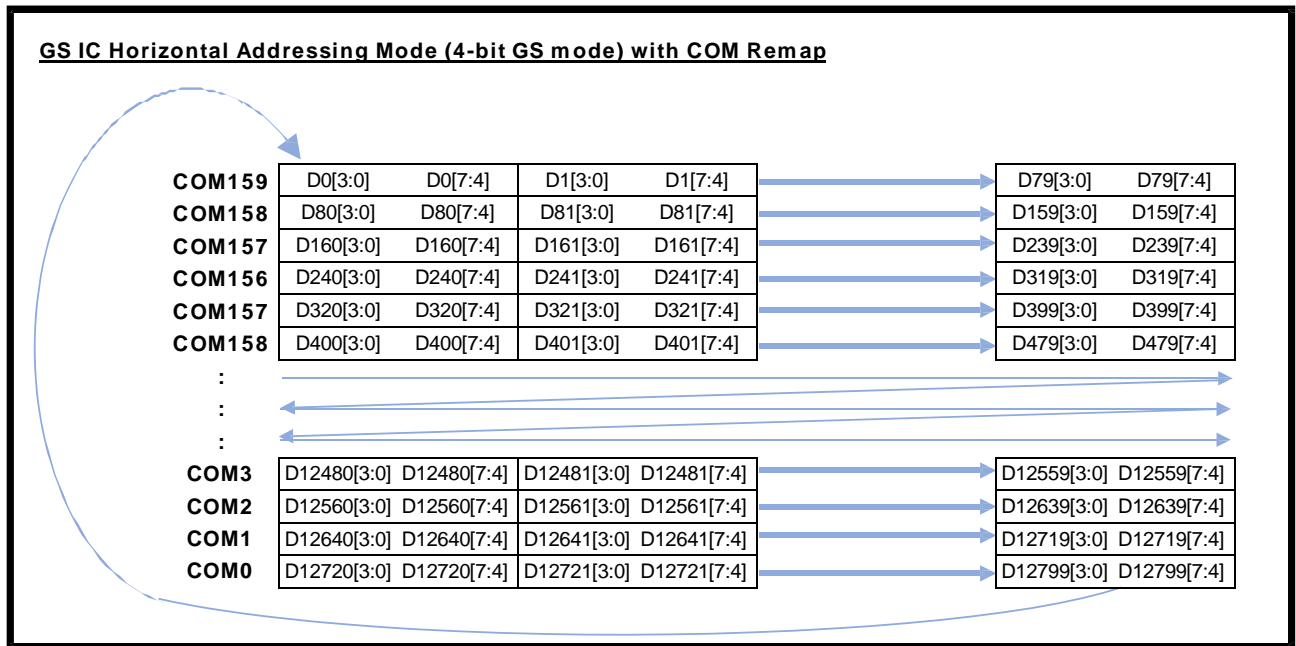 GS IC Horizontal Addressing Mode (4-bit GS mode) with COM Remap
COM159 D0[3:0] D0[7:4] D1[3:0] D1[7:4] D79[3:0] D79[7:4]
COM158 D80[3:0] D80[7:4] D81[3:0] D81[7:4] D159[3:0] D159[7:4]
COM157 D160[3:0] D160[7:4] D161[3:0] D161[7:4] D239[3:0] D239[7:4]
COM156 D240[3:0] D240[7:4] D241[3:0] D241[7:4] D319[3:0] D319[7:4]
COM157 D320[3:0] D320[7:4] D321[3:0] D321[7:4] D399[3:0] D399[7:4]
COM158 D400[3:0] D400[7:4] D401[3:0] D401[7:4] D479[3:0] D479[7:4]
:
:
:
COM3 D12480[3:0] D12480[7:4] D12481[3:0] D12481[7:4] D12559[3:0] D12559[7:4]
COM2 D12560[3:0] D12560[7:4] D12561[3:0] D12561[7:4] D12639[3:0] D12639[7:4]
COM1 D12640[3:0] D12640[7:4] D12641[3:0] D12641[7:4] D12719[3:0] D12719[7:4]
COM0 D12720[3:0] D12720[7:4] D12721[3:0] D12721[7:4] D12799[3:0] D12799[7:4]